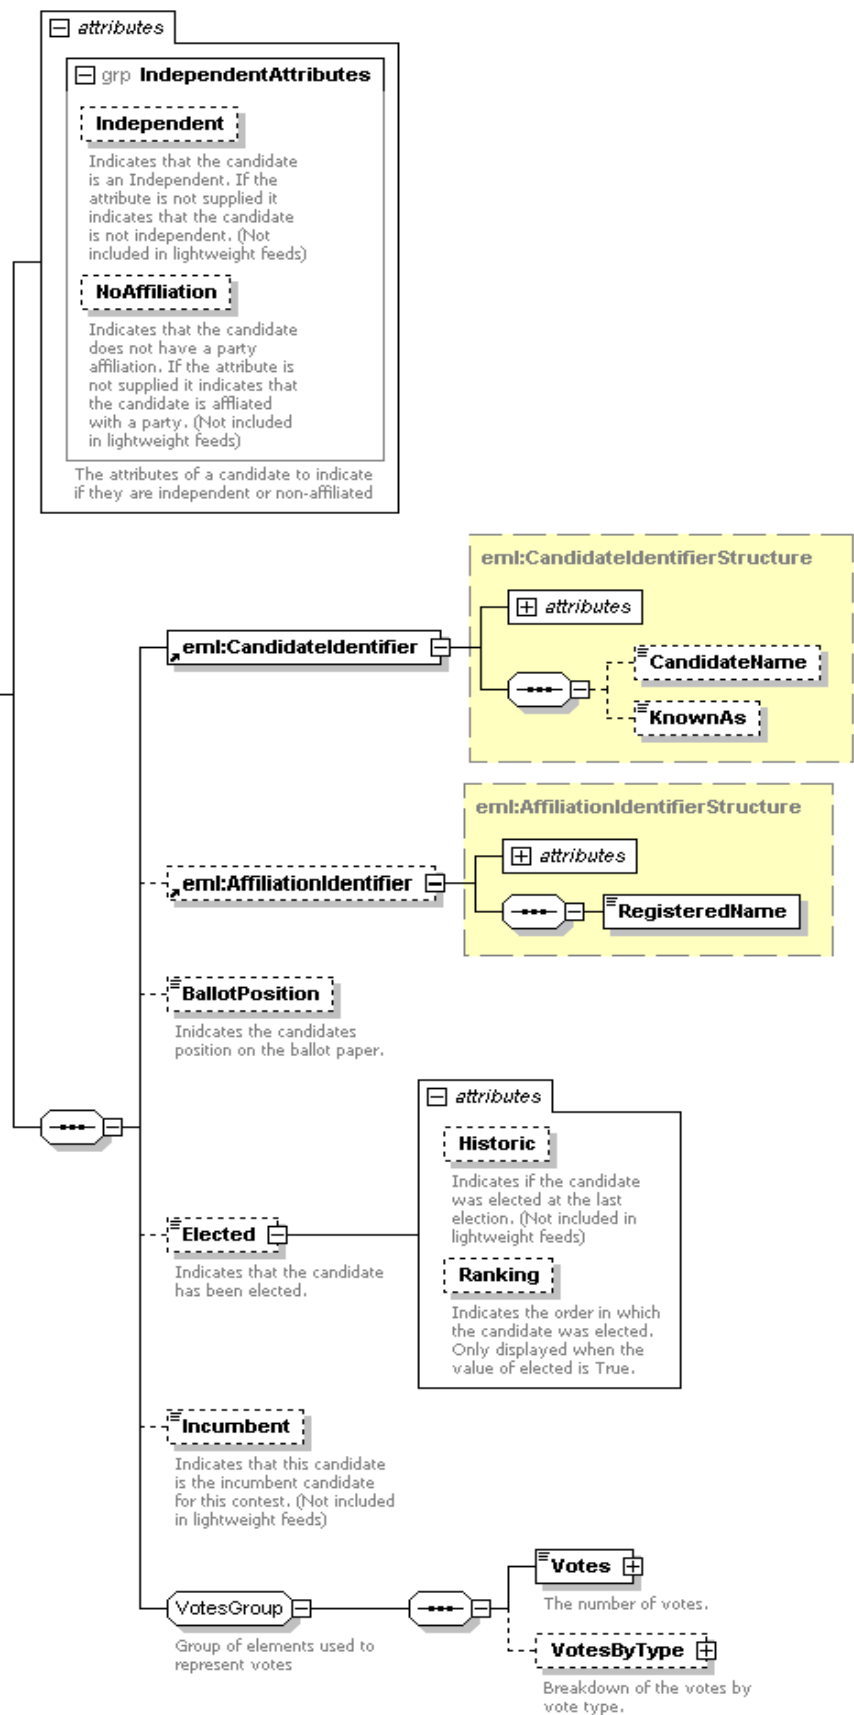 attributes
grp IndependentAttributes
Independent
Indicates that the candidate
is an Independent. If the
attribute is not supplied it
indicates that the candidate
is not independent. (Not
included in lightweight feeds)
NoAffiliation
Indicates that the candidate
does not have a party
affiliation. If the attribute is
not supplied it indicates that
the candidate is affliated
with a party. (Not included
in lightweight feeds)
The attributes of a candidate to indicate
if they are independent or non-affiliated
eml:CandidateIdentifierStructure
attributes
eml:CandidateIdentifier
CandidateName
KnownAs
eml:AffiliationIdentifierStructure
attributes
eml:AffiliationIdentifier
RegisteredName
BallotPosition
Inidcates the candidates
position on the ballot paper.
attributes
Historic
Indicates if the candidate
was elected at the last
election. (Not included in
lightweight feeds)
Elected
Indicates that the candidate
has been elected.
Ranking
Indicates the order in which
the candidate was elected.
Only displayed when the
value of elected is True.
Incumbent
Indicates that this candidate
is the incumbent candidate
for this contest. (Not included
in lightweight feeds)
VotesGroup
Group of elements used to
represent votes
Votes
The number of votes.
VotesByType
Breakdown of the votes by
vote type.